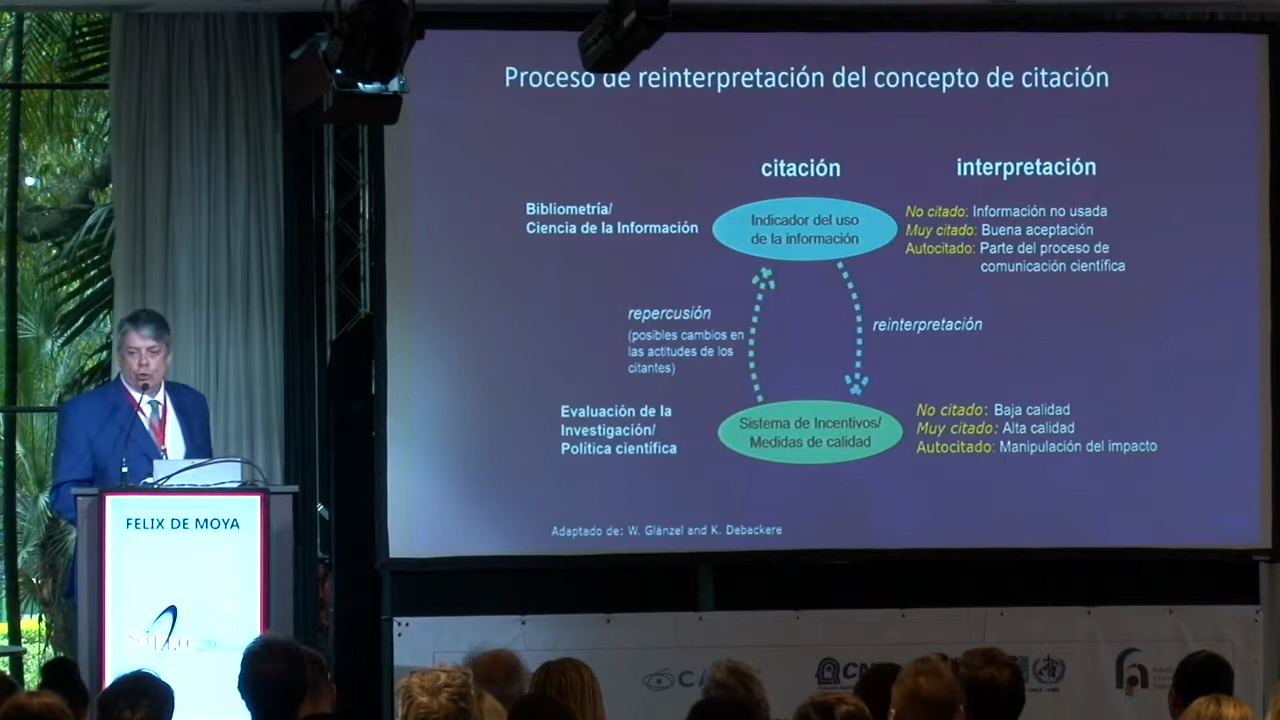 Proceso de reinterpretación del concepto de citación
citación
interpretación
Bibliometría/
Ciencia de la Información
Indicador del uso
de la información
No citado: Información no usada
Muy citado: Buena aceptación
Autocitado: Parte del proceso de
comunicación científica
repercusión
(posibles cambios en
las actitudes de los
citantes)
reinterpretación
Evaluación de la
Investigación/
Política científica
Sistema de Incentivos/
Medidas de calidad
No citado: Baja calidad
Muy citado: Alta calidad
Autocitado: Manipulación del impacto
Adaptado de: W. Glänzel and K. Debackere
FELIX DE MOYA